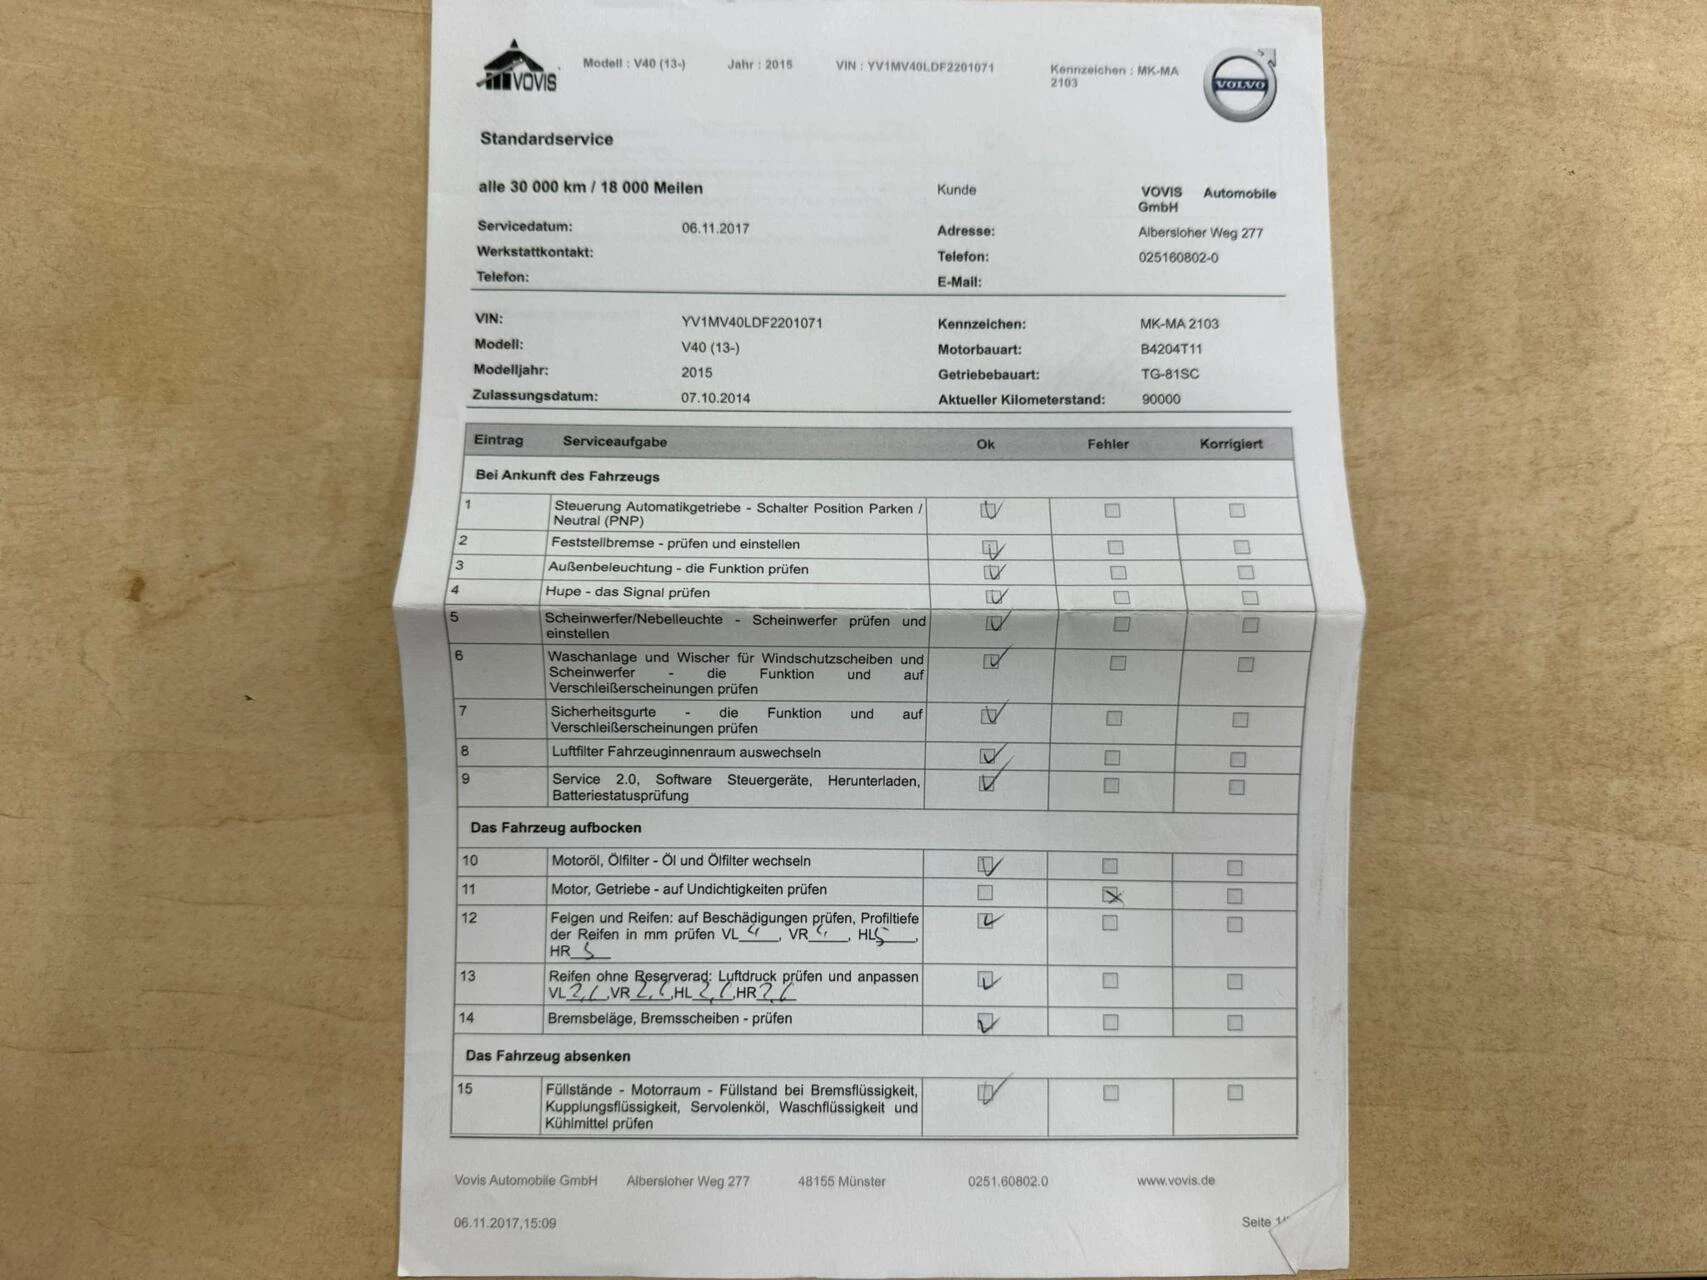 VOVIS
Modell : V40 (13-) Jahr : 2015 VIN : YV1MV40LDF2201071 Kennzeichen : MK-MA
2103
VOLVO
Standardservice
alle 30 000 km / 18 000 Meilen
Kunde VOVIS Automobile
GmbH
Servicedatum: 06.11.2017
Adresse: Albersloher Weg 277
Werkstattkontakt:
Telefon: 025160802-0
Telefon:
E-Mail:
VIN: YV1MV40LDF2201071
Kennzeichen: MK-MA 2103
Modell: V40 (13-)
Motorbauart: B4204T11
Modelljahr: 2015
Getriebebauart: TG-81SC
Zulassungsdatum: 07.10.2014
Aktueller Kilometerstand: 90000
Eintrag Serviceaufgabe Ok Fehler Korrigiert
Bei Ankunft des Fahrzeugs
1 Steuerung Automatikgetriebe - Schalter Position Parken /
Neutral (PNP)
2 Feststellbremse - prüfen und einstellen
3 Außenbeleuchtung - die Funktion prüfen
4 Hupe - das Signal prüfen
5 Scheinwerfer/Nebelleuchte - Scheinwerfer prüfen und
einstellen
6 Waschanlage und Wischer für Windschutzscheiben und
Scheinwerfer - die Funktion und auf
Verschleißerscheinungen prüfen
7 Sicherheitsgurte - die Funktion und auf
Verschleißerscheinungen prüfen
8 Luftfilter Fahrzeuginnenraum auswechseln
9 Service 2.0, Software Steuergeräte, Herunterladen,
Batteriestatusprüfung
Das Fahrzeug aufbocken
10 Motoröl, Ölfilter - Öl und Ölfilter wechseln
11 Motor, Getriebe - auf Undichtigkeiten prüfen
12 Felgen und Reifen: auf Beschädigungen prüfen, Profiltiefe
der Reifen in mm prüfen VL 4, VR 4, HL 5,
HR 5
13 Reifen ohne Reserverad: Luftdruck prüfen und anpassen
VL 2,6, VR 2,6, HL 2,6, HR 2,6
14 Bremsbeläge, Bremsscheiben - prüfen
Das Fahrzeug absenken
15 Füllstände - Motorraum - Füllstand bei Bremsflüssigkeit,
Kupplungsflüssigkeit, Servolenköl, Waschflüssigkeit und
Kühlmittel prüfen
Vovis Automobile GmbH Albersloher Weg 277 48155 Münster 0251.60802.0 www.vovis.de
06.11.2017,15:09
Seite